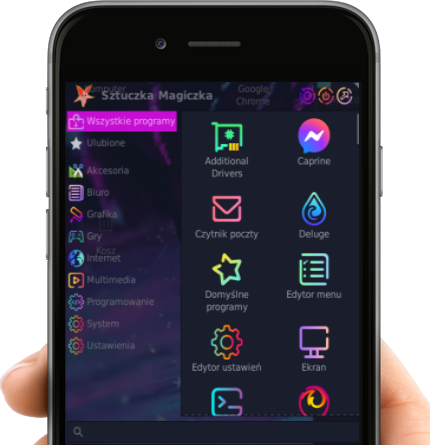 Computer
Sztuczka Magiczka
Google
Chrome
Wszystkie programy
Ulubione
Akcesoria
Biuro
Grafika
Gry
Kosz
Internet
Multimedia
Programowanie
System
Ustawienia
Additional
Drivers
Caprine
Czytnik poczty
Deluge
Domyślne
programy
Edytor menu
Edytor ustawień
Ekran